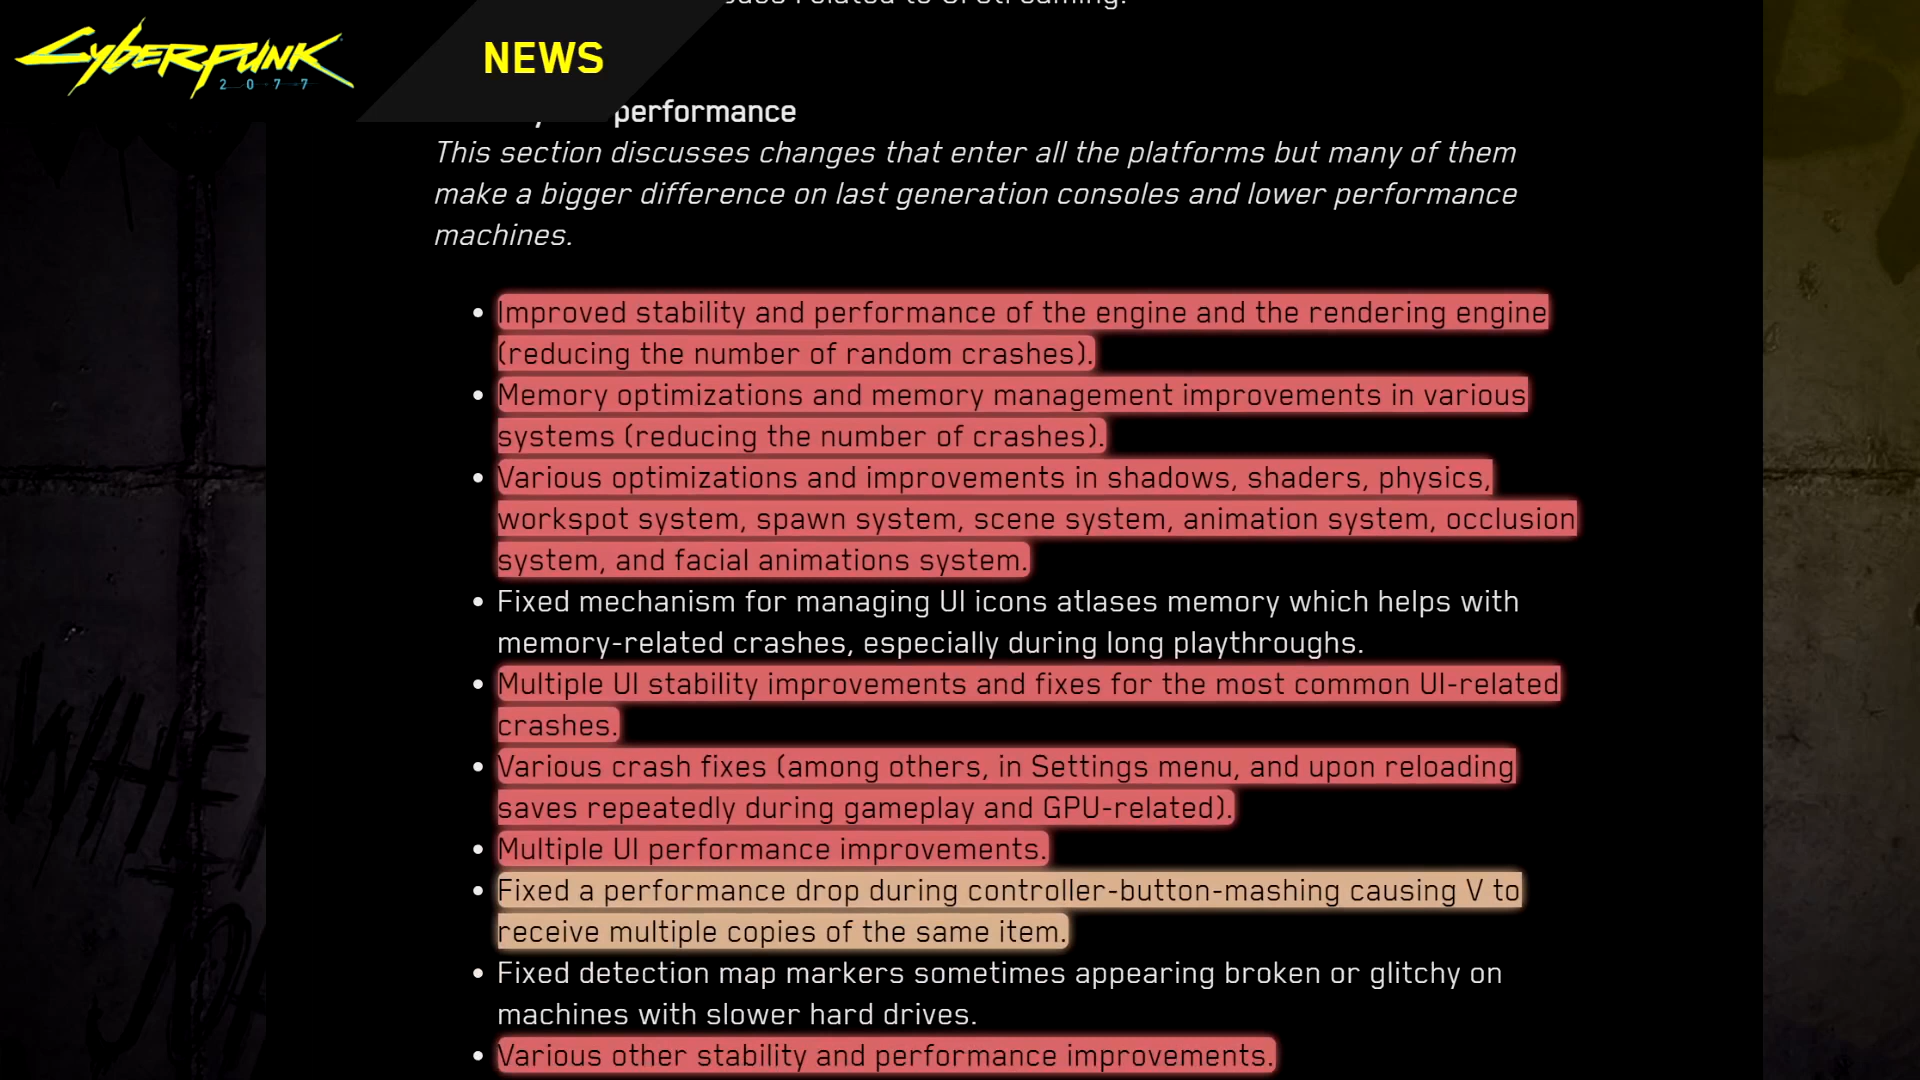 CYBERPUNK
2077
NEWS
performance
This section discusses changes that enter all the platforms but many of them
make a bigger difference on last generation consoles and lower performance
machines.
• Improved stability and performance of the engine and the rendering engine
(reducing the number of random crashes).
• Memory optimizations and memory management improvements in various
systems (reducing the number of crashes).
• Various optimizations and improvements in shadows, shaders, physics,
workspot system, spawn system, scene system, animation system, occlusion
system, and facial animations system.
• Fixed mechanism for managing UI icons atlases memory which helps with
memory-related crashes, especially during long playthroughs.
• Multiple UI stability improvements and fixes for the most common UI-related
crashes.
• Various crash fixes (among others, in Settings menu, and upon reloading
saves repeatedly during gameplay and GPU-related).
• Multiple UI performance improvements.
• Fixed a performance drop during controller-button-mashing causing V to
receive multiple copies of the same item.
• Fixed detection map markers sometimes appearing broken or glitchy on
machines with slower hard drives.
• Various other stability and performance improvements.